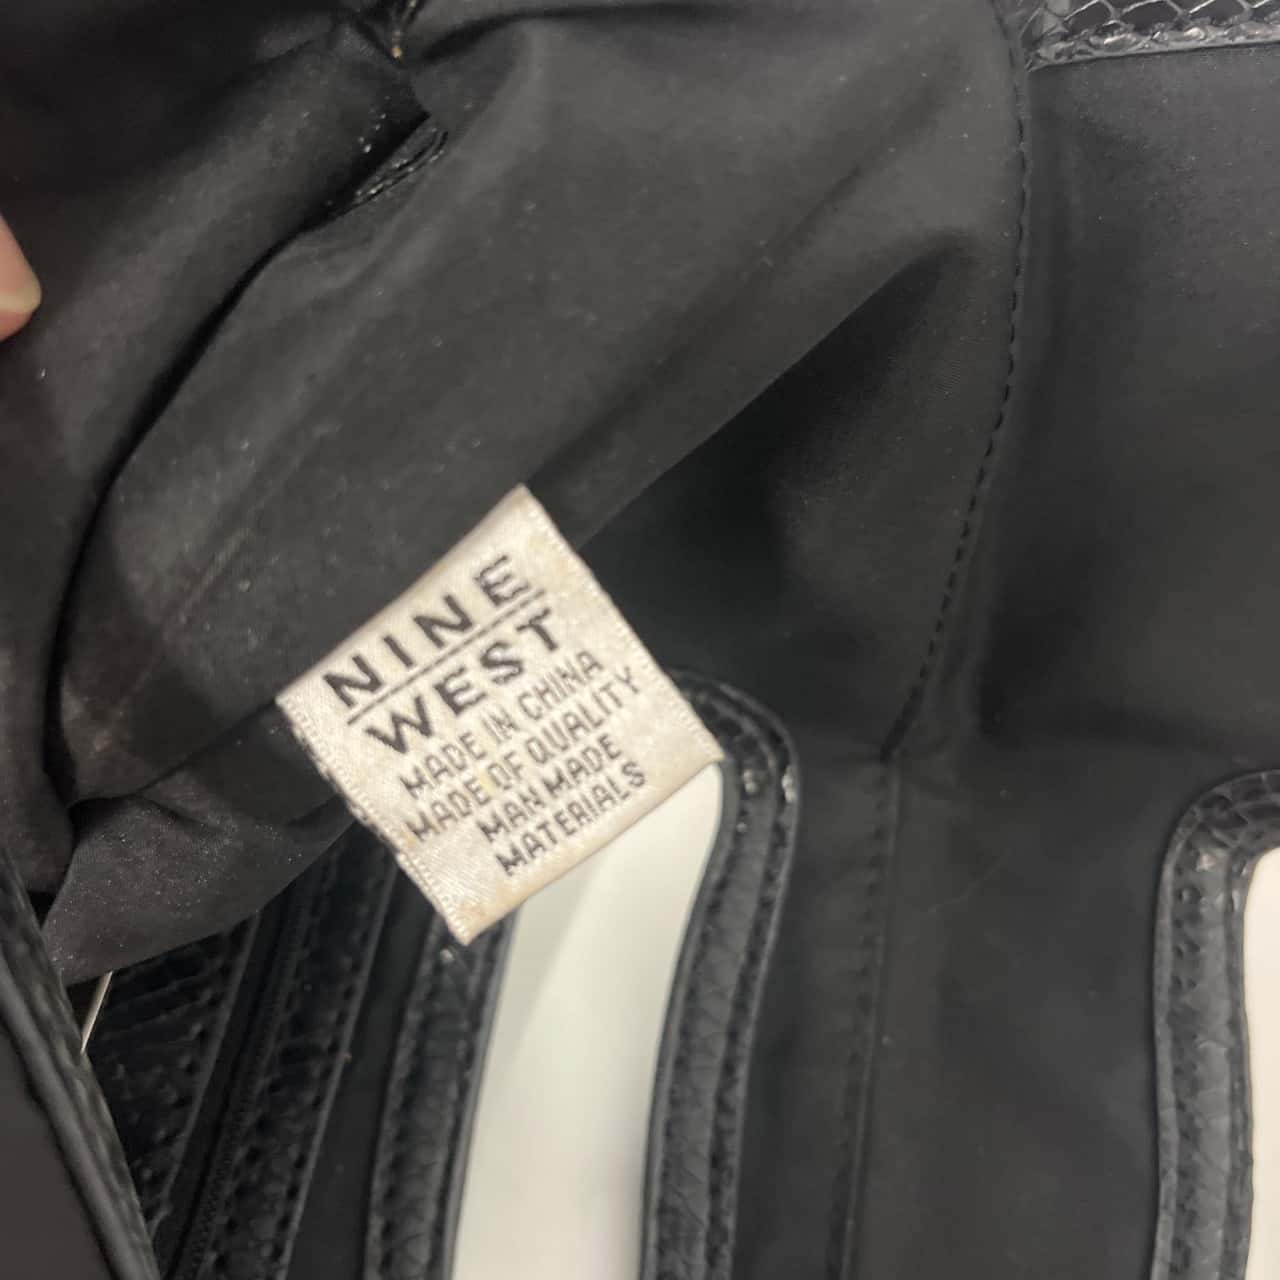 NINE
WEST
MADE IN CHINA
MADE OF QUALITY
MAN MADE
MATERIALS